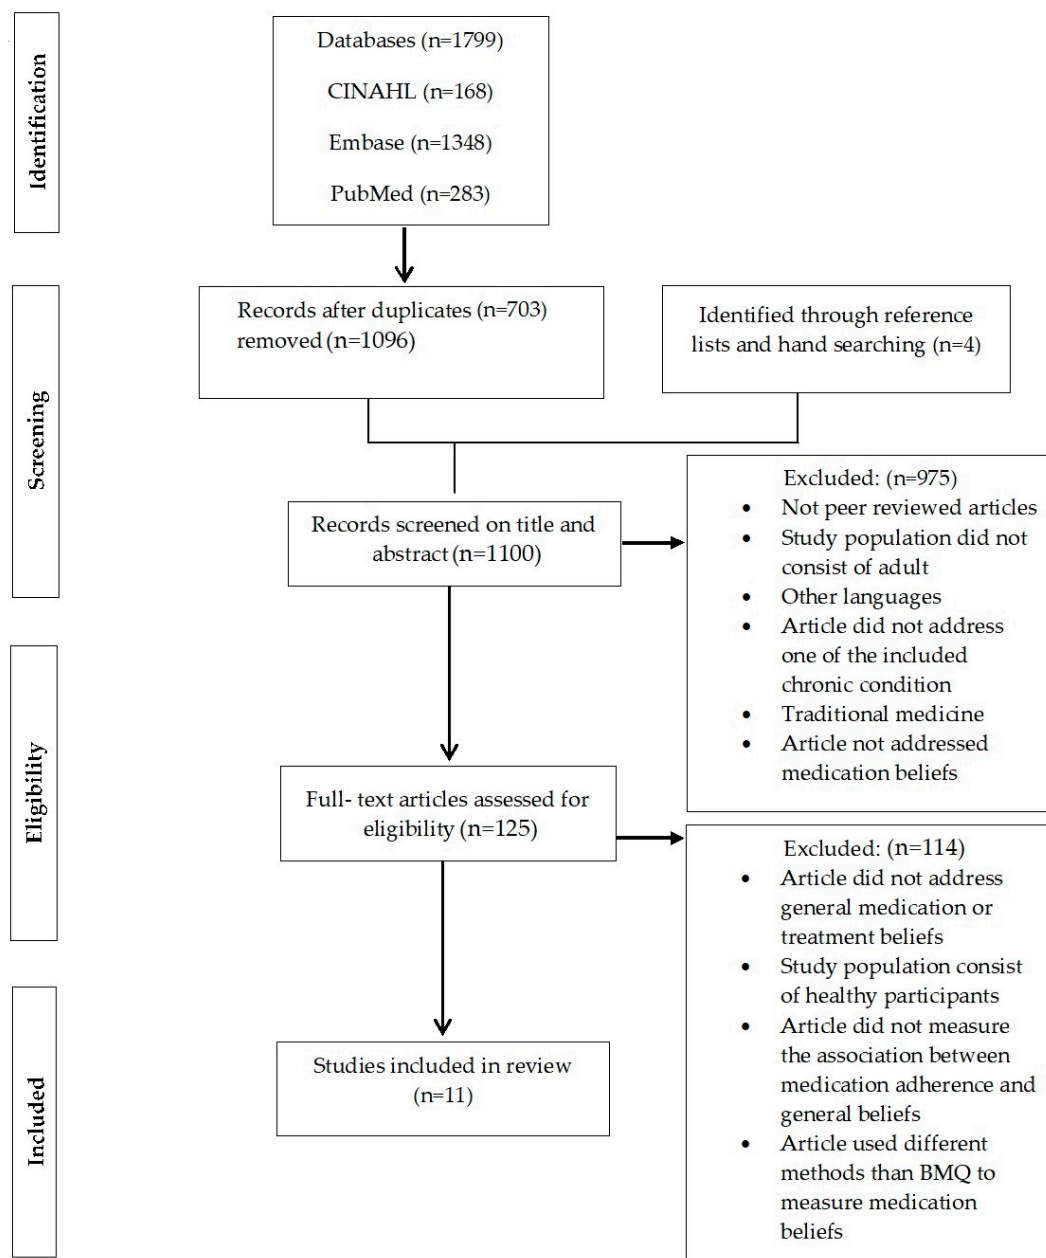 Identification
Databases (n=1799)
CINAHL (n=168)
Embase (n=1348)
PubMed (n=283)
Screening
Records after duplicates (n=703)
removed (n=1096)
Identified through reference
lists and hand searching (n=4)
Records screened on title and
abstract (n=1100)
Excluded: (n=975)
• Not peer reviewed articles
• Study population did not
consist of adult
• Other languages
• Article did not address
one of the included
chronic condition
• Traditional medicine
• Article not addressed
medication beliefs
Eligibility
Full- text articles assessed for
eligibility (n=125)
Excluded: (n=114)
• Article did not address
general medication or
treatment beliefs
• Study population consist
of healthy participants
• Article did not measure
the association between
medication adherence and
general beliefs
• Article used different
methods than BMQ to
measure medication
beliefs
Included
Studies included in review
(n=11)